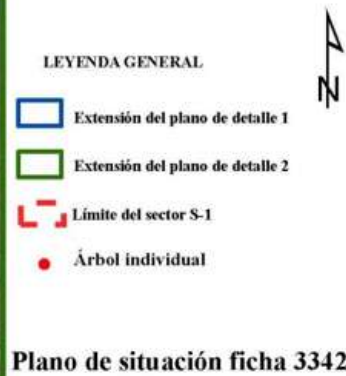 N
LEYENDA GENERAL
Extensión del plano de detalle 1
Extensión del plano de detalle 2
Límite del sector S-1
Árbol individual
Plano de situación ficha 3342